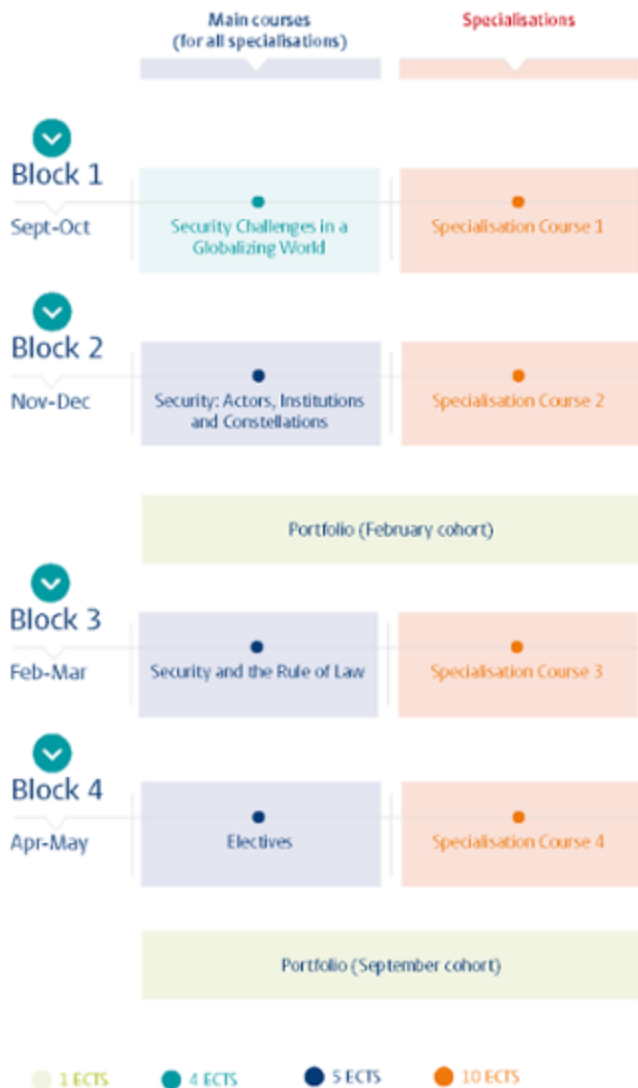 Main courses
(for all specialisations)
Specialisations
Block 1
Sept-Oct
Security Challenges in a
Globalizing World
Specialisation Course 1
Block 2
Nov-Dec
Security: Actors, Institutions
and Constellations
Specialisation Course 2
Portfolio (February cohort)
Block 3
Feb-Mar
Security and the Rule of Law
Specialisation Course 3
Block 4
Apr-May
Electives
Specialisation Course 4
Portfolio (September cohort)
1 ECTS
4 ECTS
5 ECTS
10 ECTS